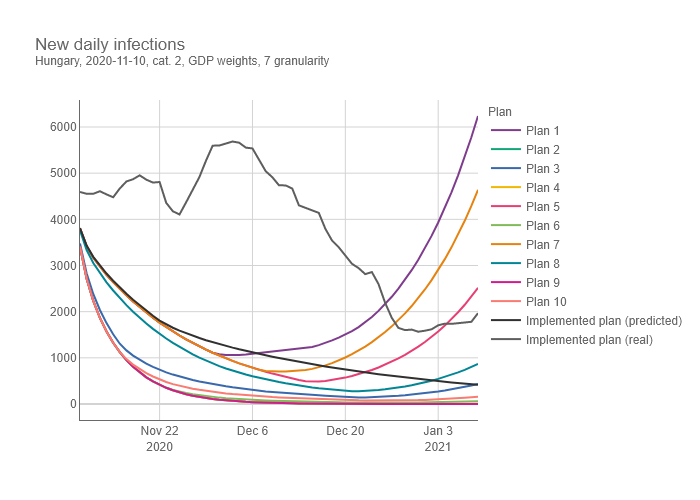 New daily infections
Hungary, 2020-11-10, cat. 2, GDP weights, 7 granularity
Plan
Plan 1
Plan 2
Plan 3
Plan 4
Plan 5
Plan 6
Plan 7
Plan 8
Plan 9
Plan 10
Implemented plan (predicted)
Implemented plan (real)
6000
5000
4000
3000
2000
1000
0
Nov 22 Dec 6 Dec 20 Jan 3
2020 2021